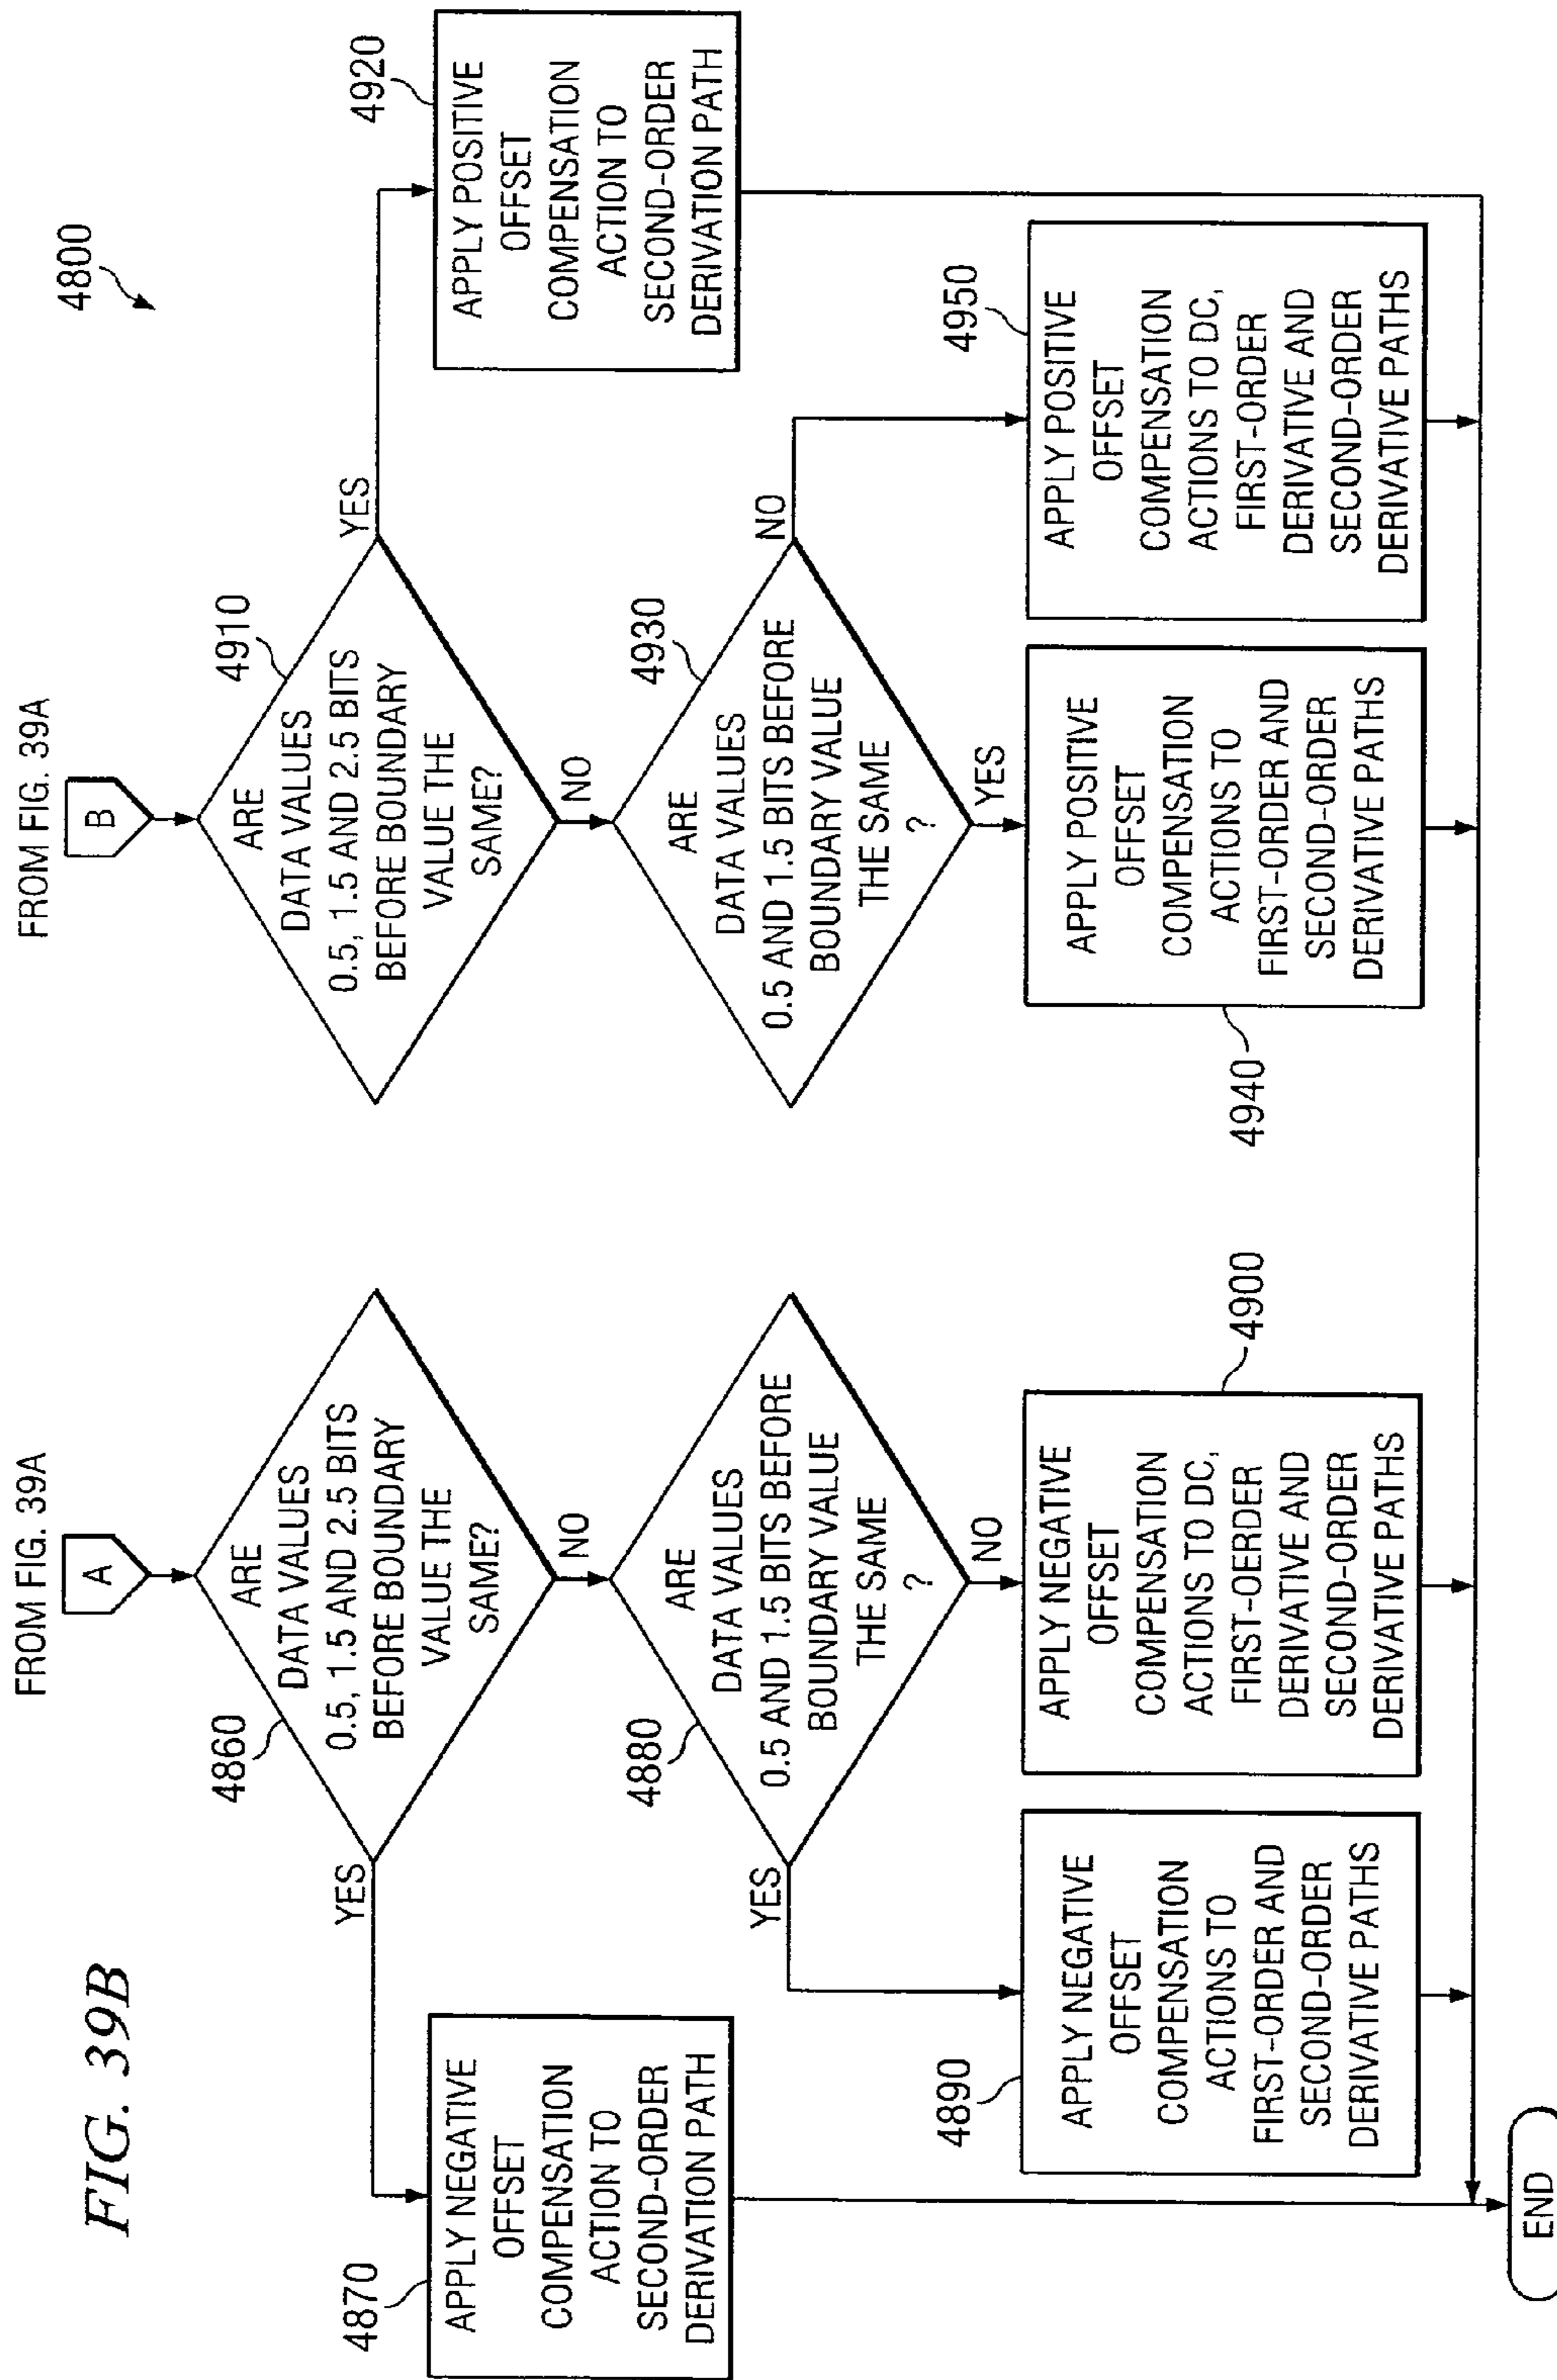 FIG. 39B
FROM FIG. 39A
A
4860
ARE
DATA VALUES
0.5, 1.5 AND 2.5 BITS
BEFORE BOUNDARY
VALUE THE
SAME?
YES
NO
4870
APPLY NEGATIVE
OFFSET
COMPENSATION
ACTION TO
SECOND-ORDER
DERIVATION PATH
4880
ARE
DATA VALUES
0.5 AND 1.5 BITS BEFORE
BOUNDARY VALUE
THE SAME
?
YES
NO
4890
APPLY NEGATIVE
OFFSET
COMPENSATION
ACTIONS TO
FIRST-ORDER AND
SECOND-ORDER
DERIVATIVE PATHS
4900
APPLY NEGATIVE
OFFSET
COMPENSATION
ACTIONS TO DC,
FIRST-OERDER
DERIVATIVE AND
SECOND-ORDER
DERIVATIVE PATHS
FROM FIG. 39A
B
4800
4910
ARE
DATA VALUES
0.5, 1.5 AND 2.5 BITS
BEFORE BOUNDARY
VALUE THE
SAME?
YES
NO
4920
APPLY POSITIVE
OFFSET
COMPENSATION
ACTION TO
SECOND-ORDER
DERIVATION PATH
4930
ARE
DATA VALUES
0.5 AND 1.5 BITS BEFORE
BOUNDARY VALUE
THE SAME
?
NO
YES
4940
APPLY POSITIVE
OFFSET
COMPENSATION
ACTIONS TO
FIRST-ORDER AND
SECOND-ORDER
DERIVATIVE PATHS
4950
APPLY POSITIVE
OFFSET
COMPENSATION
ACTIONS TO DC,
FIRST-ORDER
DERIVATIVE AND
SECOND-ORDER
DERIVATIVE PATHS
END